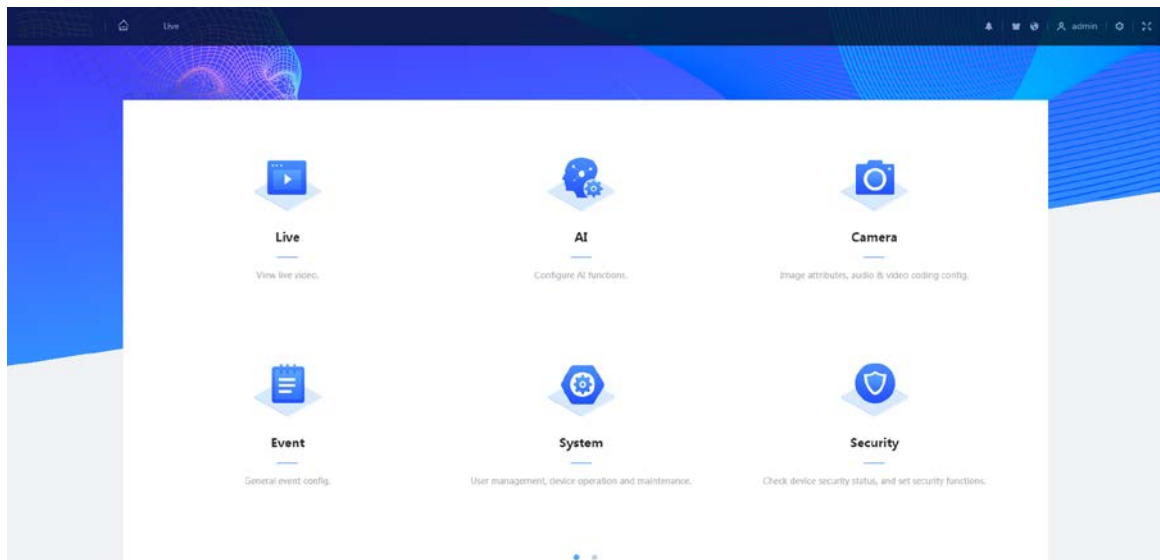 Live
admin
Live
AI
Camera
View live video.
Configure AI functions.
Image attributes, audio & video coding config.
Event
System
Security
General event config.
User management, device operation and maintenance.
Check device security status, and set security functions.